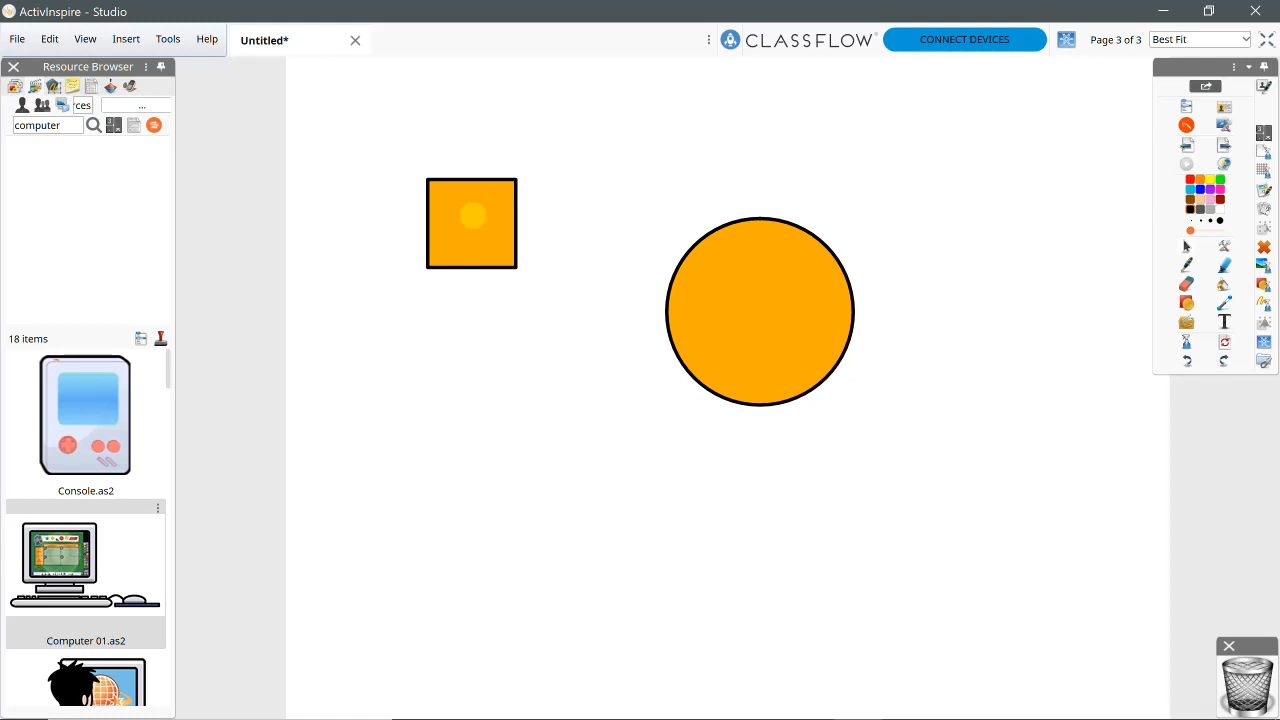 ActivInspire - Studio
File Edit View Insert Tools Help
Untitled*
CLASSFLOW
CONNECT DEVICES
Page 3 of 3
Best Fit
Resource Browser
rces
...
computer
18 items
Console.as2
Computer 01.as2
T